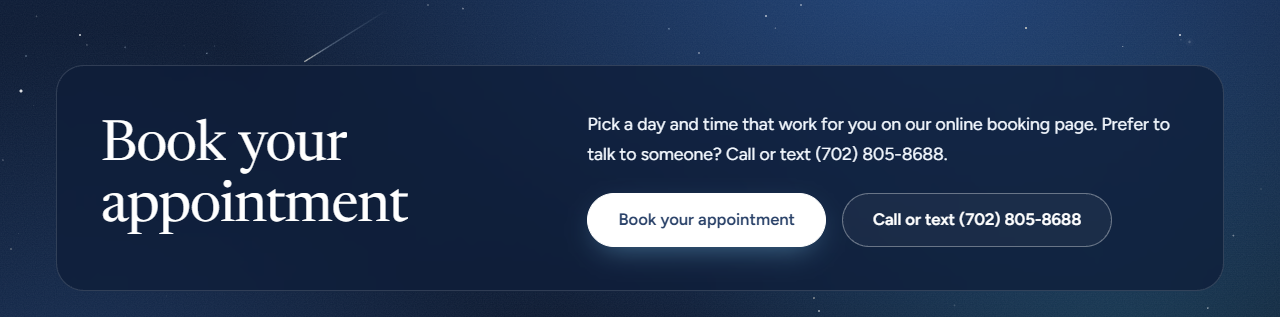 Book your
appointment
Pick a day and time that work for you on our online booking page. Prefer to
talk to someone? Call or text (702) 805-8688.
Book your appointment
Call or text (702) 805-8688